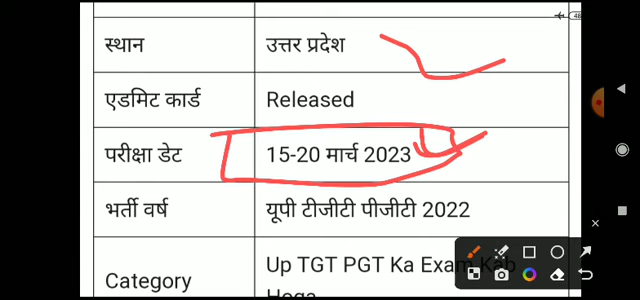 स्थान उत्तर प्रदेश
एडमिट कार्ड Released
परीक्षा डेट 15-20 मार्च 2023
भर्ती वर्ष यूपी टीजीटी पीजीटी 2022
Category Up TGT PGT Ka Exam Kab
Hoga